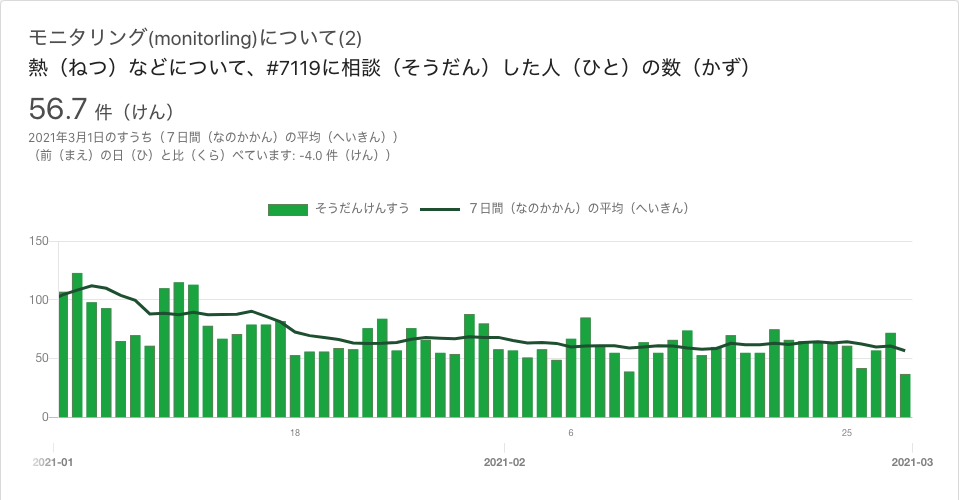 モニタリング(monitorling)について(2)
熱（ねつ）などについて、#7119に相談（そうだん）した人（ひと）の数（かず）
56.7 件（けん）
2021年3月1日のすうち（７日間（なのかかん）の平均（へいきん））
（前（まえ）の日（ひ）と比（くら）べています: -4.0 件（けん））
そうだんけんすう ７日間（なのかかん）の平均（へいきん）
150
100
50
0
18 6 25
2021-01 2021-02 2021-03